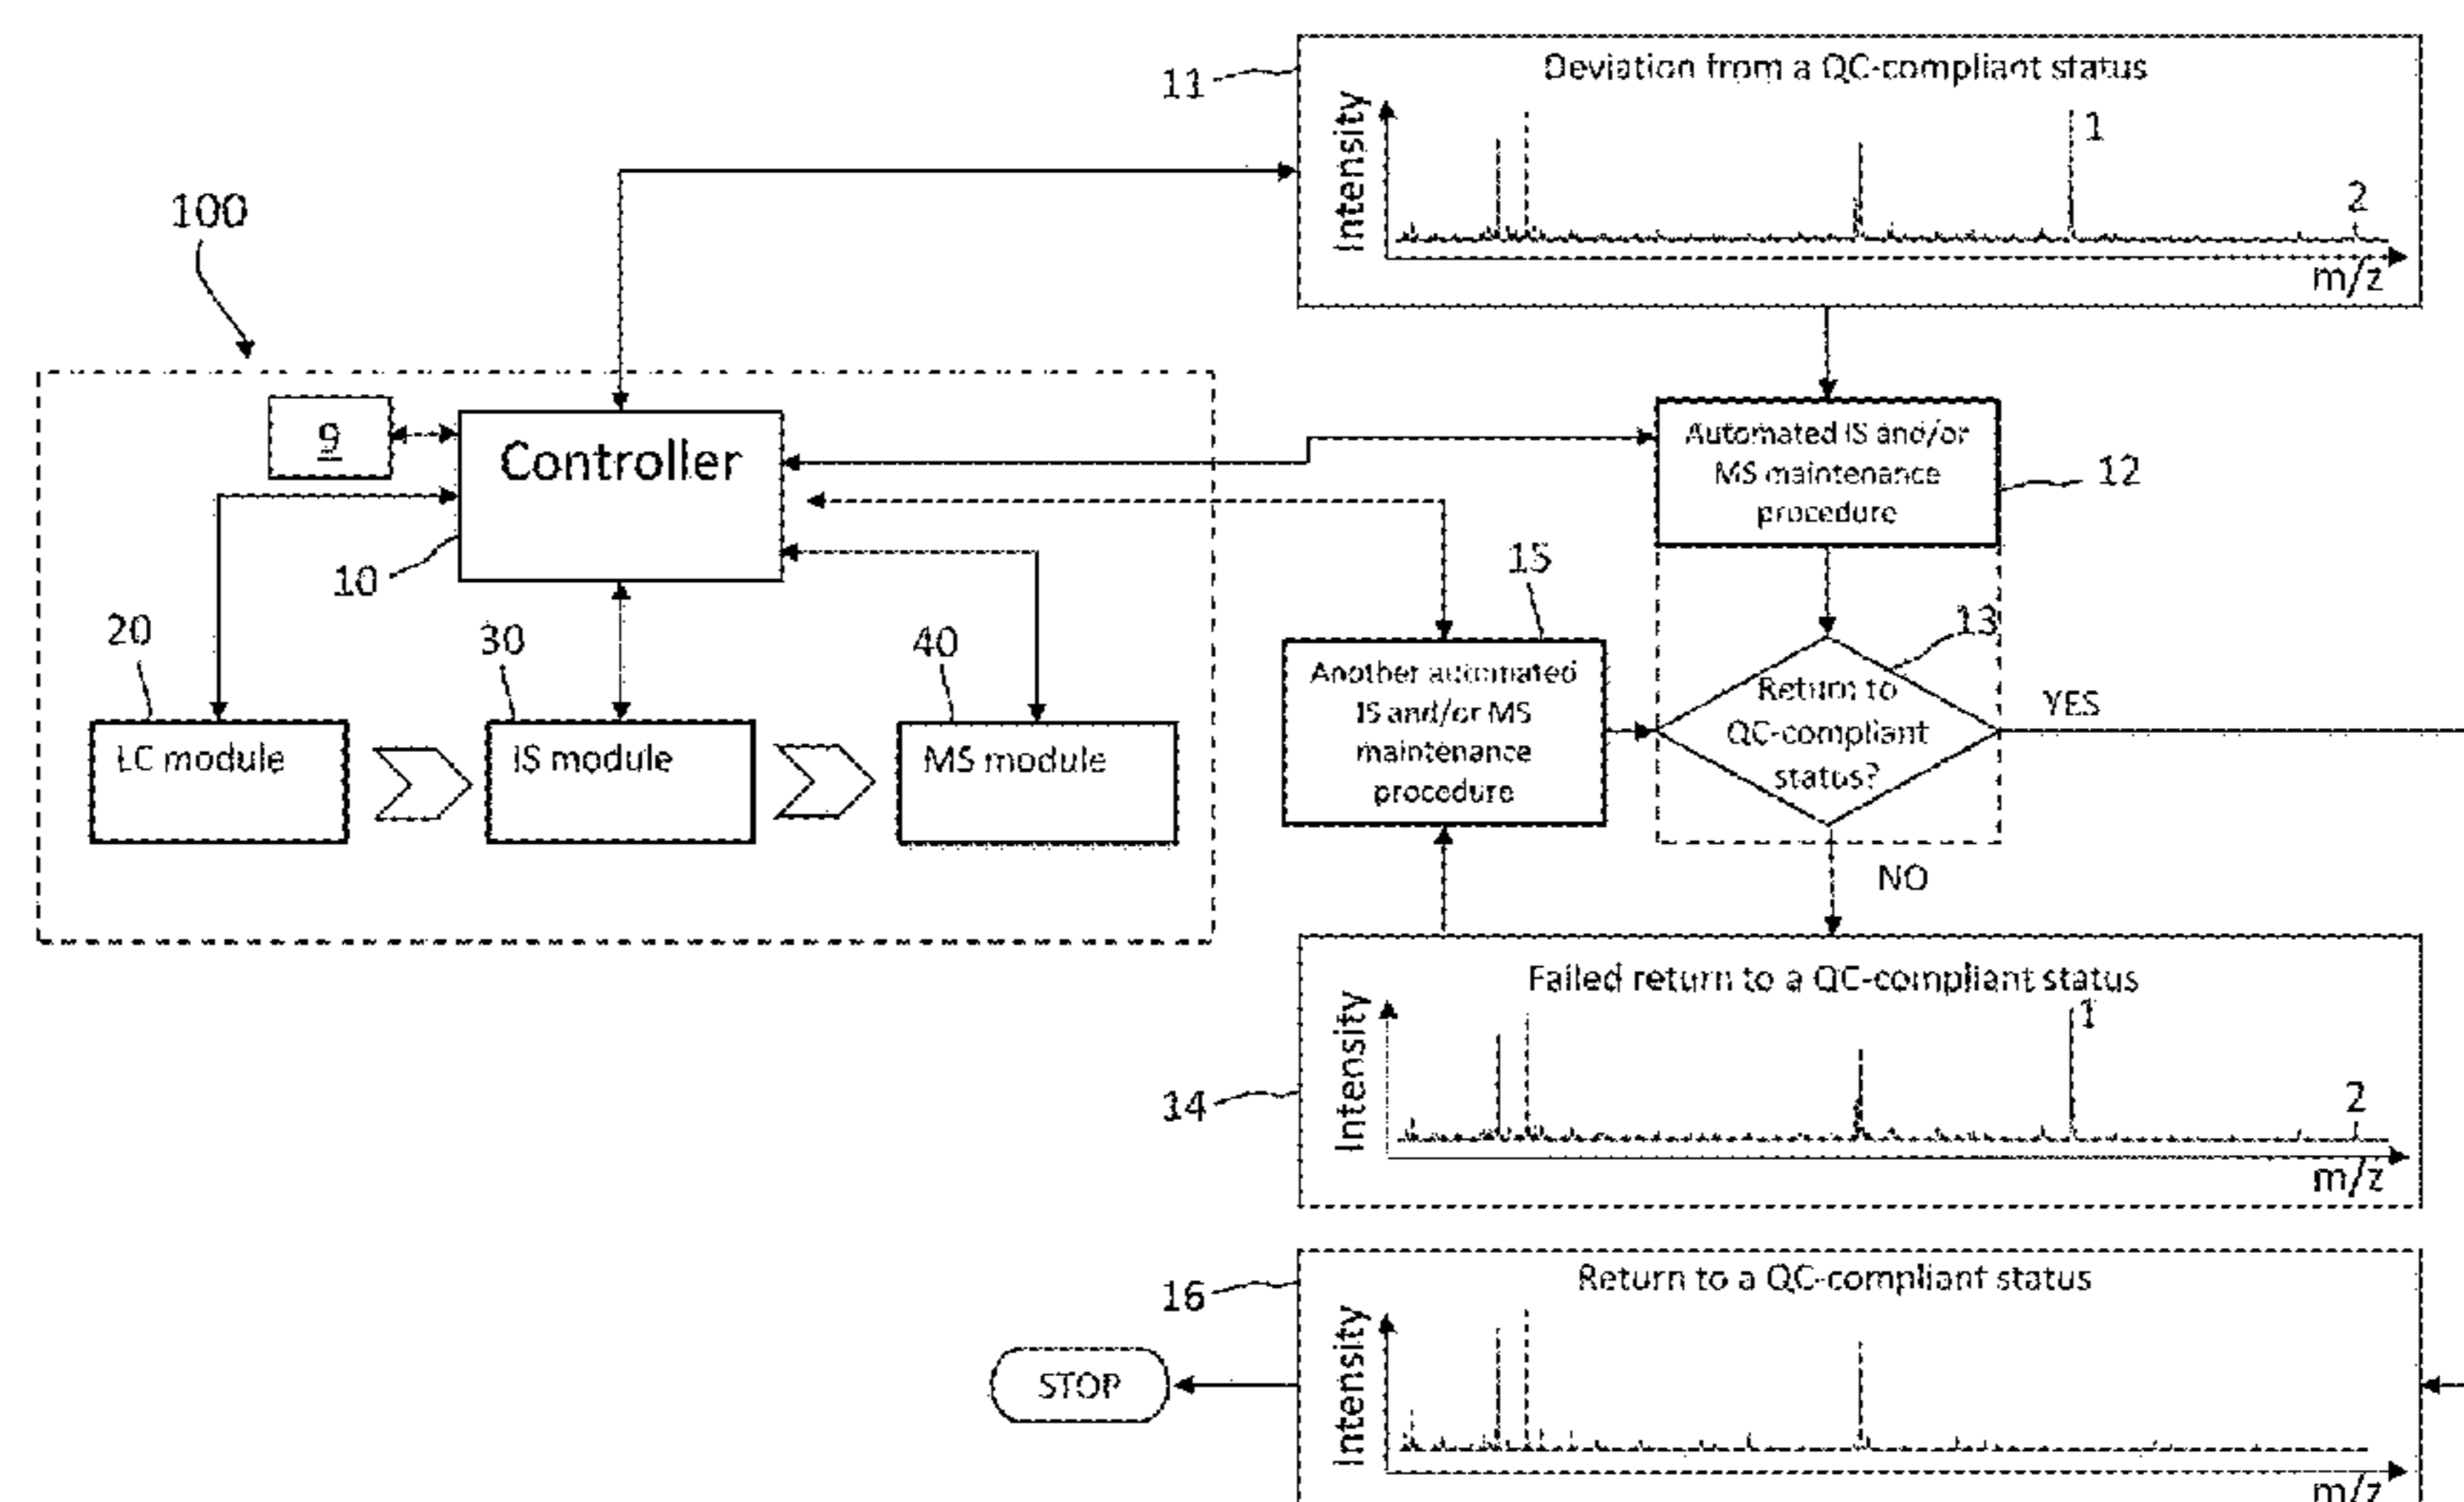 11
Deviation from a QC-compliant status
Intensity
1
2
m/z
100
9
Controller
10
Automated IS and/or
MS maintenance
procedure
12
15
13
20
30
40
LC module
IS module
MS module
Another automated
IS and/or MS
maintenance
procedure
Return to
QC-compliant
status?
YES
NO
Failed return to a QC-compliant status
Intensity
1
2
m/z
14
16
Return to a QC-compliant status
Intensity
m/z
STOP